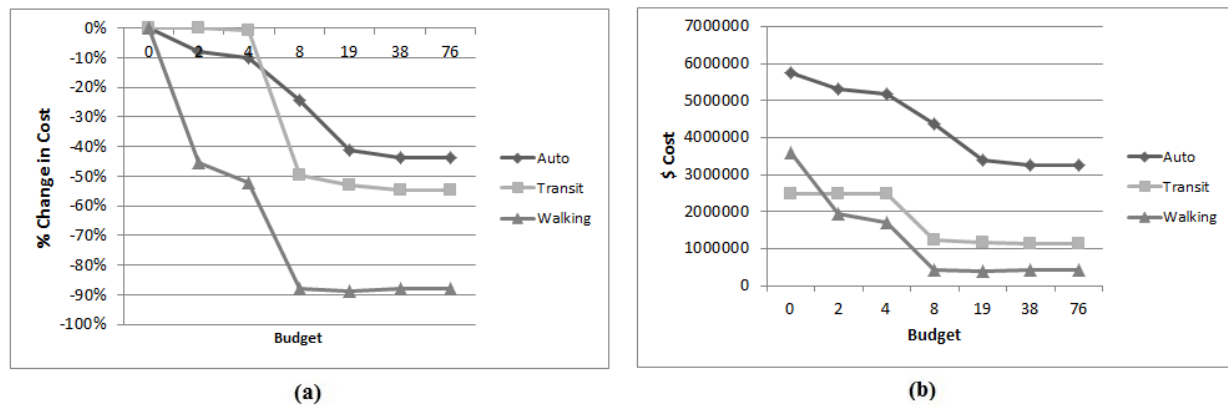 0%
-10%
-20%
-30%
-40%
-50%
-60%
-70%
-80%
-90%
-100%
% Change in Cost
0 2 4 8 19 38 76
Budget
Auto
Transit
Walking
(a)
7000000
6000000
5000000
4000000
3000000
2000000
1000000
0
$ Cost
0 2 4 8 19 38 76
Budget
Auto
Transit
Walking
(b)